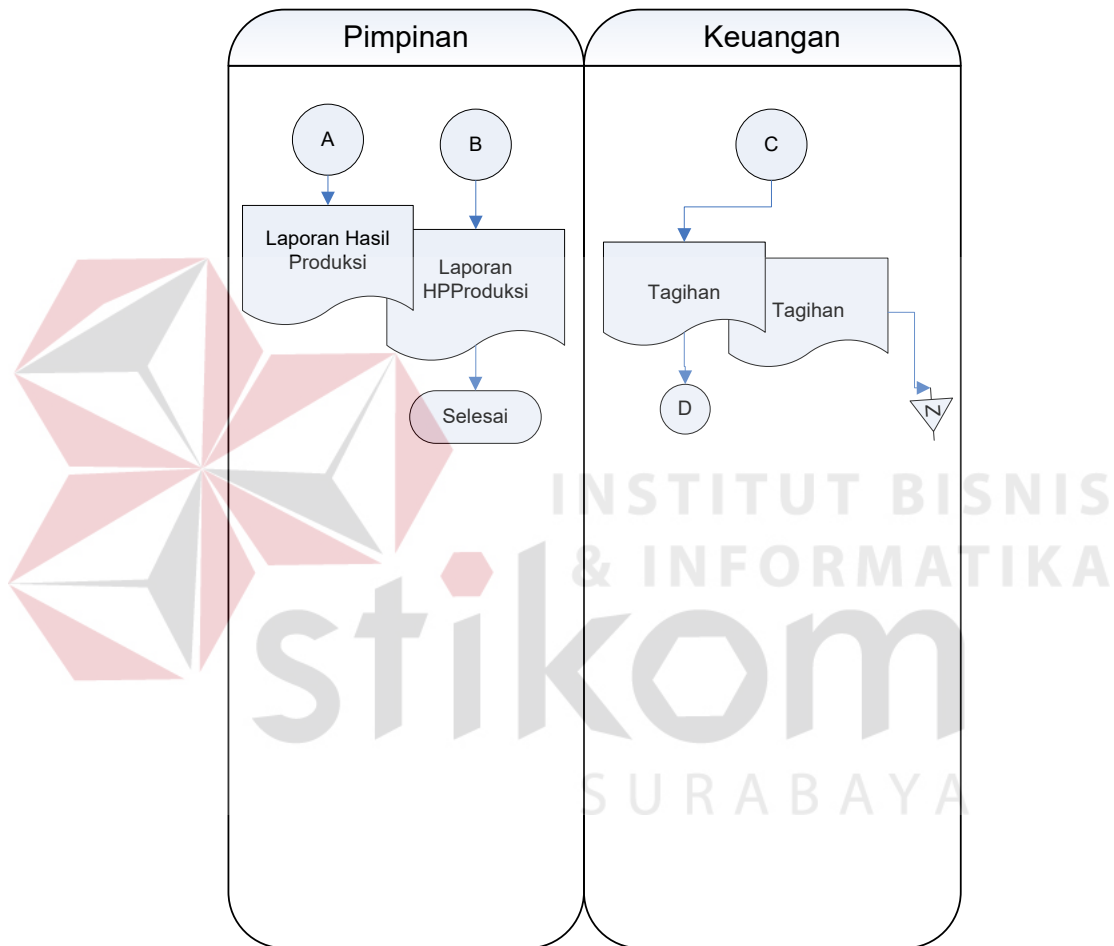 Pimpinan
Keuangan
A
B
C
Laporan Hasil
Produksi
Laporan
HPProduksi
Tagihan
Tagihan
Selesai
D
N
INSTITUT BISNIS
& INFORMATIKA
stikom
SURABAYA